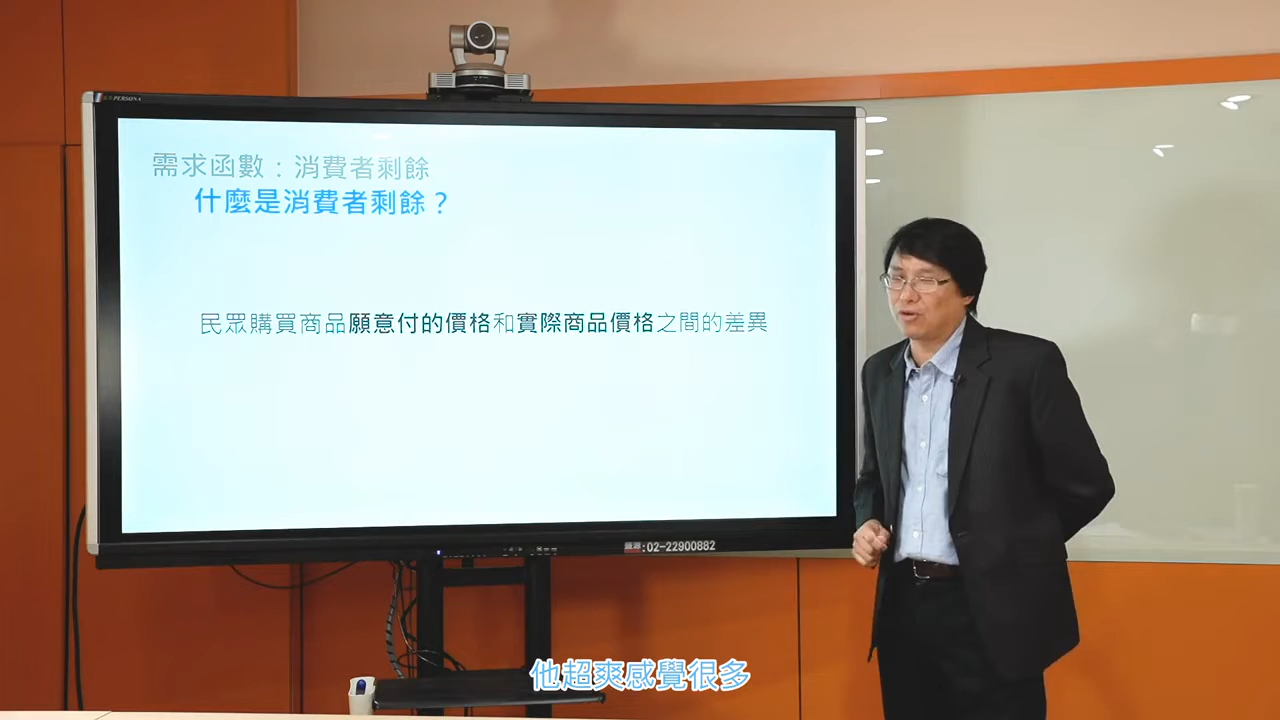 PERSONA
需求函數：消費者剩餘
什麼是消費者剩餘？
民眾購買商品願意付的價格和實際商品價格之間的差異
:02-22900882
他超爽感覺很多